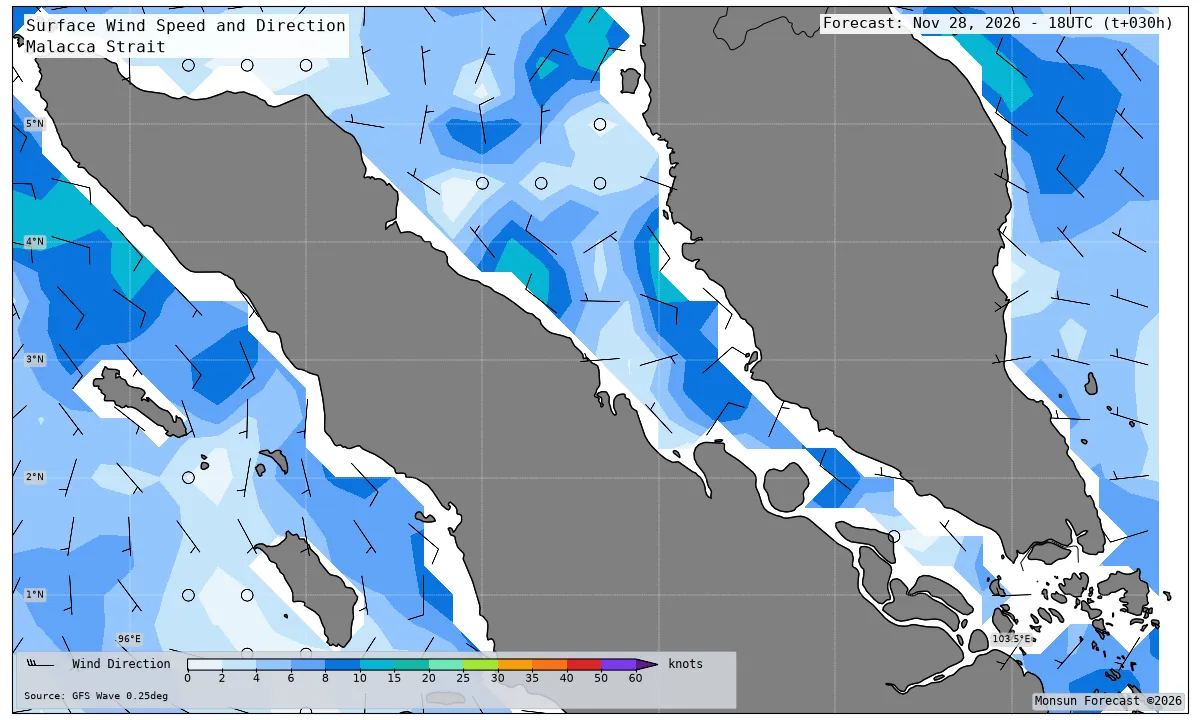 Surface Wind Speed and Direction
Malacca Strait
Forecast: Nov 28, 2026 - 18UTC (t+030h)
5°N
4°N
3°N
2°N
1°N
96°E
103.5°E
Wind Direction
0 2 4 6 8 10 15 20 25 30 35 40 50 60
knots
Source: GFS Wave 0.25deg
Monsun Forecast ©2026